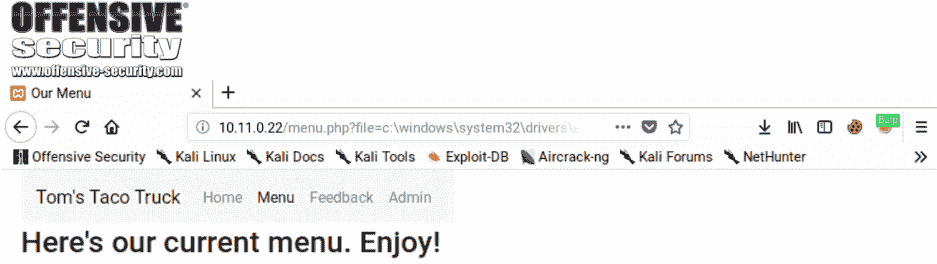 OFFENSIVE®
security
www.offensive-security.com
Our Menu
10.11.0.22/menu.php?file=c:\windows\system32\drivers\e
Burp
Offensive Security Kali Linux Kali Docs Kali Tools Exploit-DB Aircrack-ng Kali Forums NetHunter
Tom's Taco Truck Home Menu Feedback Admin
Here's our current menu. Enjoy!